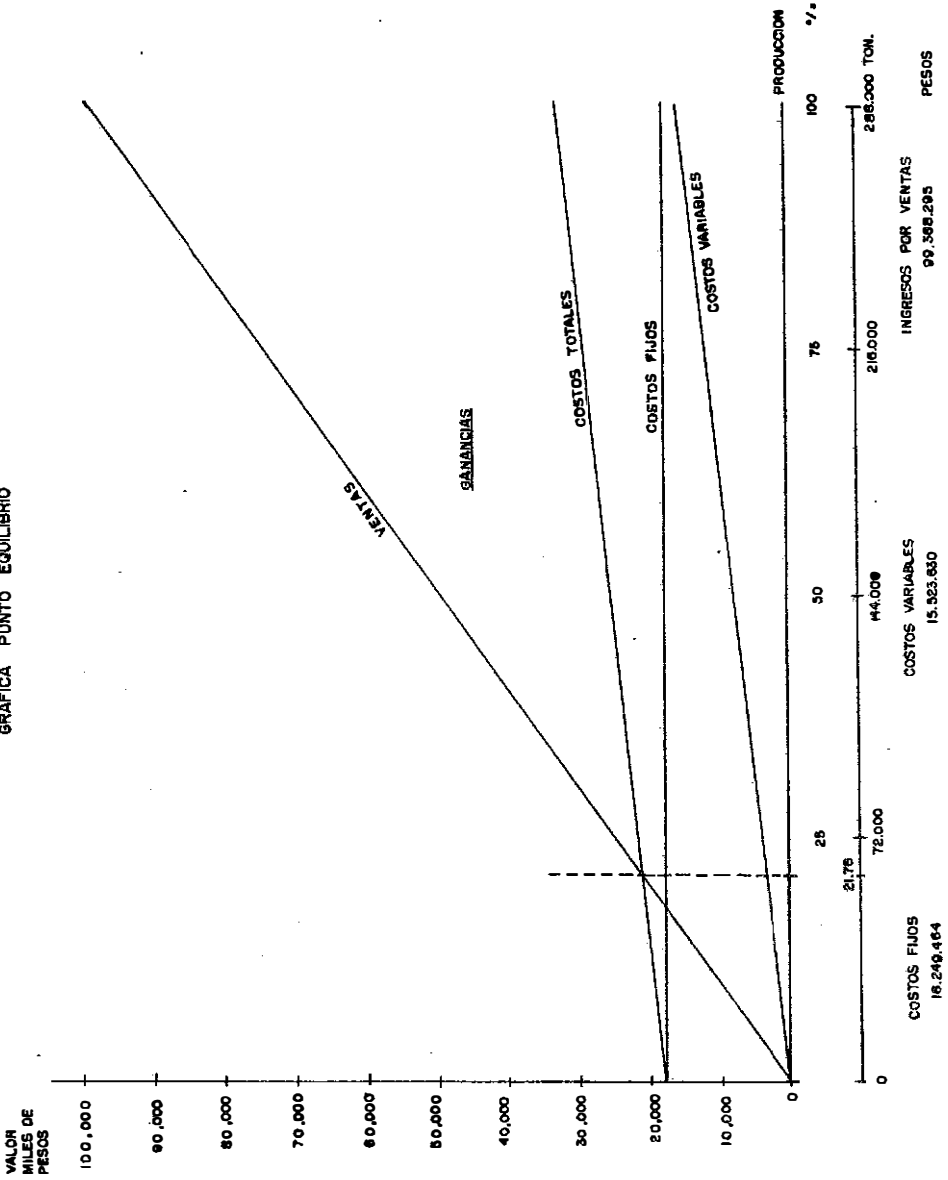 GRAFICA PUNTO EQUILIBRIO
VALOR
MILES DE
PESOS
100,000
90,000
80,000
70,000
60,000
50,000
40,000
30,000
20,000
10,000
0
VENTAS
GANANCIAS
COSTOS TOTALES
COSTOS FIJOS
COSTOS VARIABLES
PRODUCCION
25
50
75
100
%
21.76
0
72.000
144.000
216.000
288.000 TON.
COSTOS FIJOS
18.249.464
COSTOS VARIABLES
15.523.630
INGRESOS POR VENTAS
99.368.295
PESOS